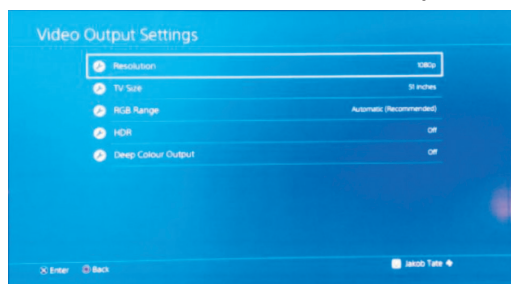 Video Output Settings
Resolution 1080p
TV Size 51 inches
RGB Range Automatic (Recommended)
HDR Off
Deep Colour Output Off
Enter Back Jakob Tate